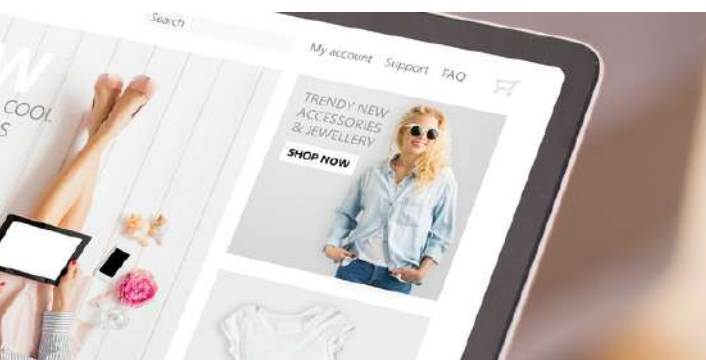 Search
My account Support FAQ
W
COOL
S
TRENDY NEW
ACCESSORIES
& JEWELLERY
SHOP NOW